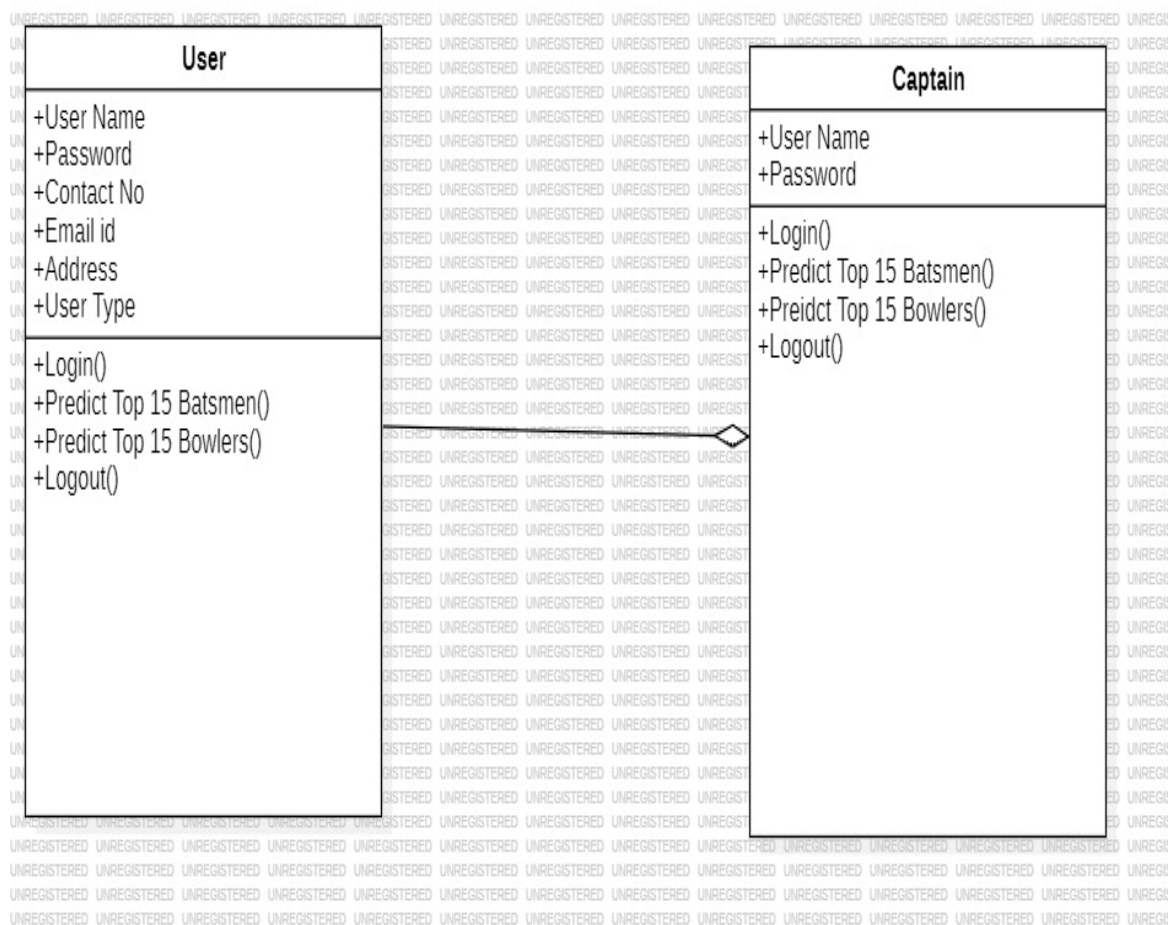 User
+User Name
+Password
+Contact No
+Email id
+Address
+User Type
+Login()
+Predict Top 15 Batsmen()
+Predict Top 15 Bowlers()
+Logout()
Captain
+User Name
+Password
+Login()
+Predict Top 15 Batsmen()
+Preidct Top 15 Bowlers()
+Logout()
UNREGISTERED